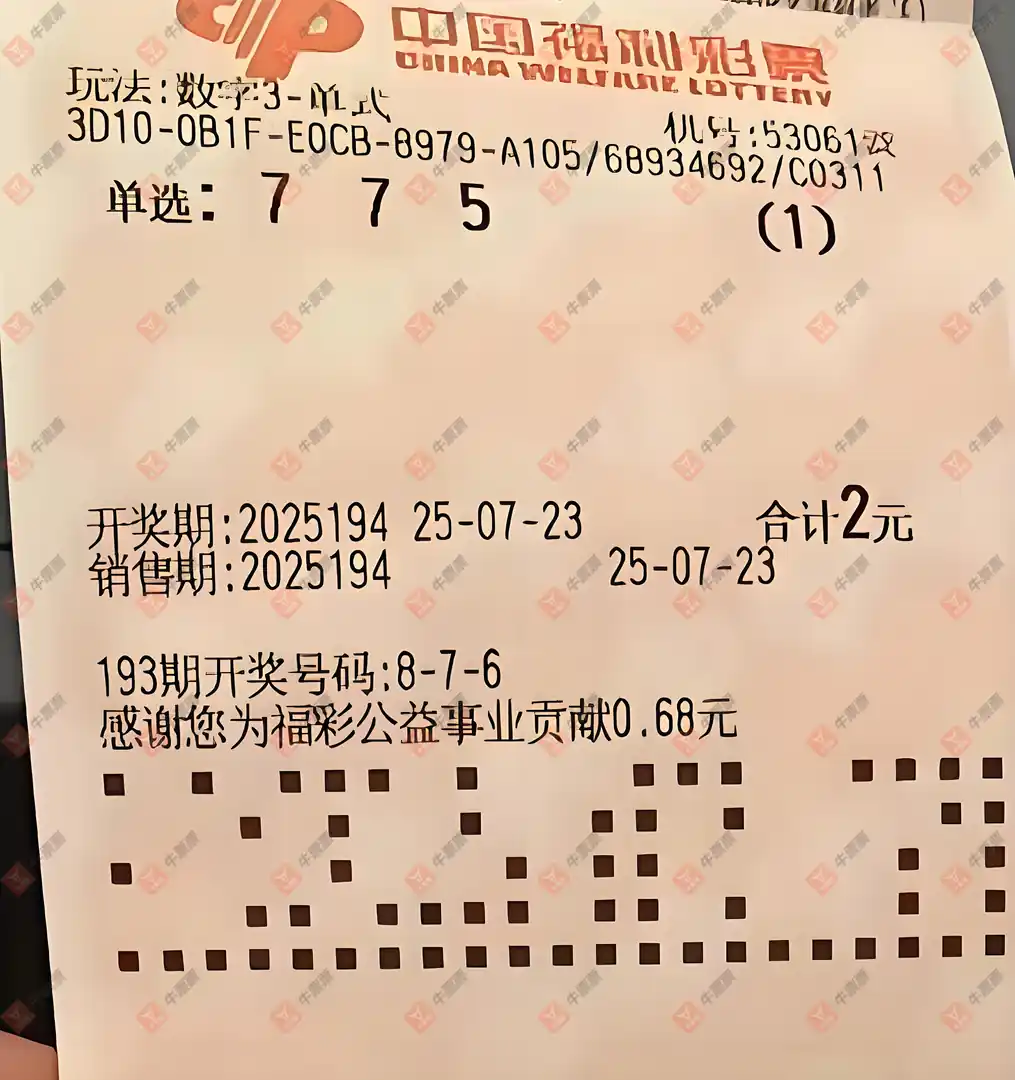 中国福利彩票
CHINA WELFARE LOTTERY
玩法:数字3-单式
机号:53061
3D10-0B1F-E0CB-8979-A105/68934692/C0311
单选: 7 7 5 (1)
开奖期:2025194 25-07-23 合计2元
销售期:2025194 25-07-23
193期开奖号码:8-7-6
感谢您为福彩公益事业贡献0.68元